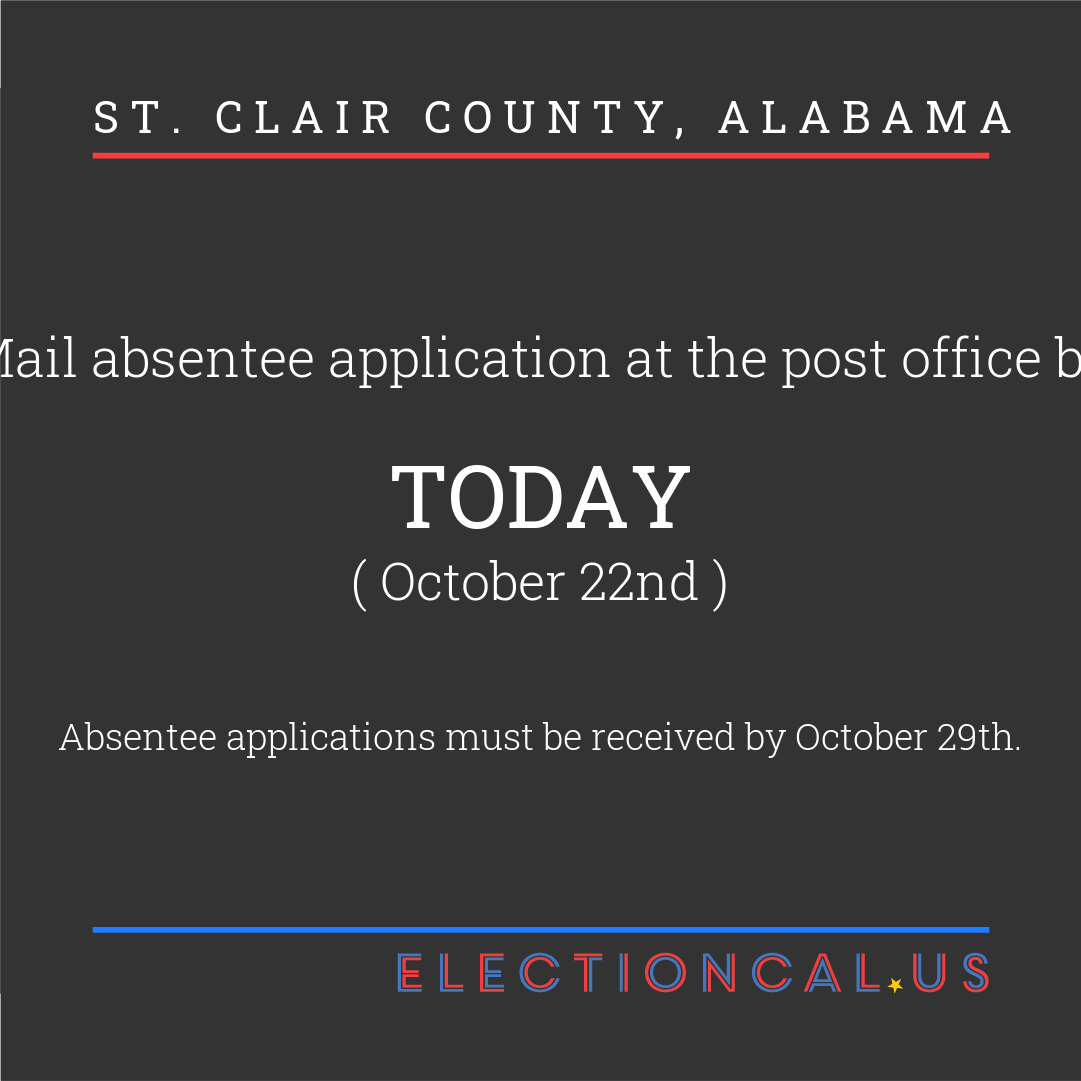 ST. CLAIR COUNTY, ALABAMA
Mail absentee application at the post office b
TODAY
( October 22nd )
Absentee applications must be received by October 29th.
ELECTIONCAL.US